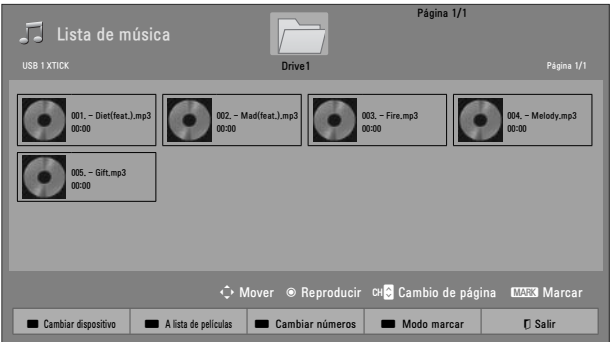 Página 1/1
Lista de música
Drive1
USB 1 XTICK
Página 1/1
001. - Diet(feat.).mp3
00:00
002. - Mad(feat.).mp3
00:00
003. - Fire.mp3
00:00
004. - Melody.mp3
00:00
005. - Gift.mp3
00:00
Mover Reproducir CH Cambio de página MARK Marcar
Cambiar dispositivo A lista de películas Cambiar números Modo marcar Salir